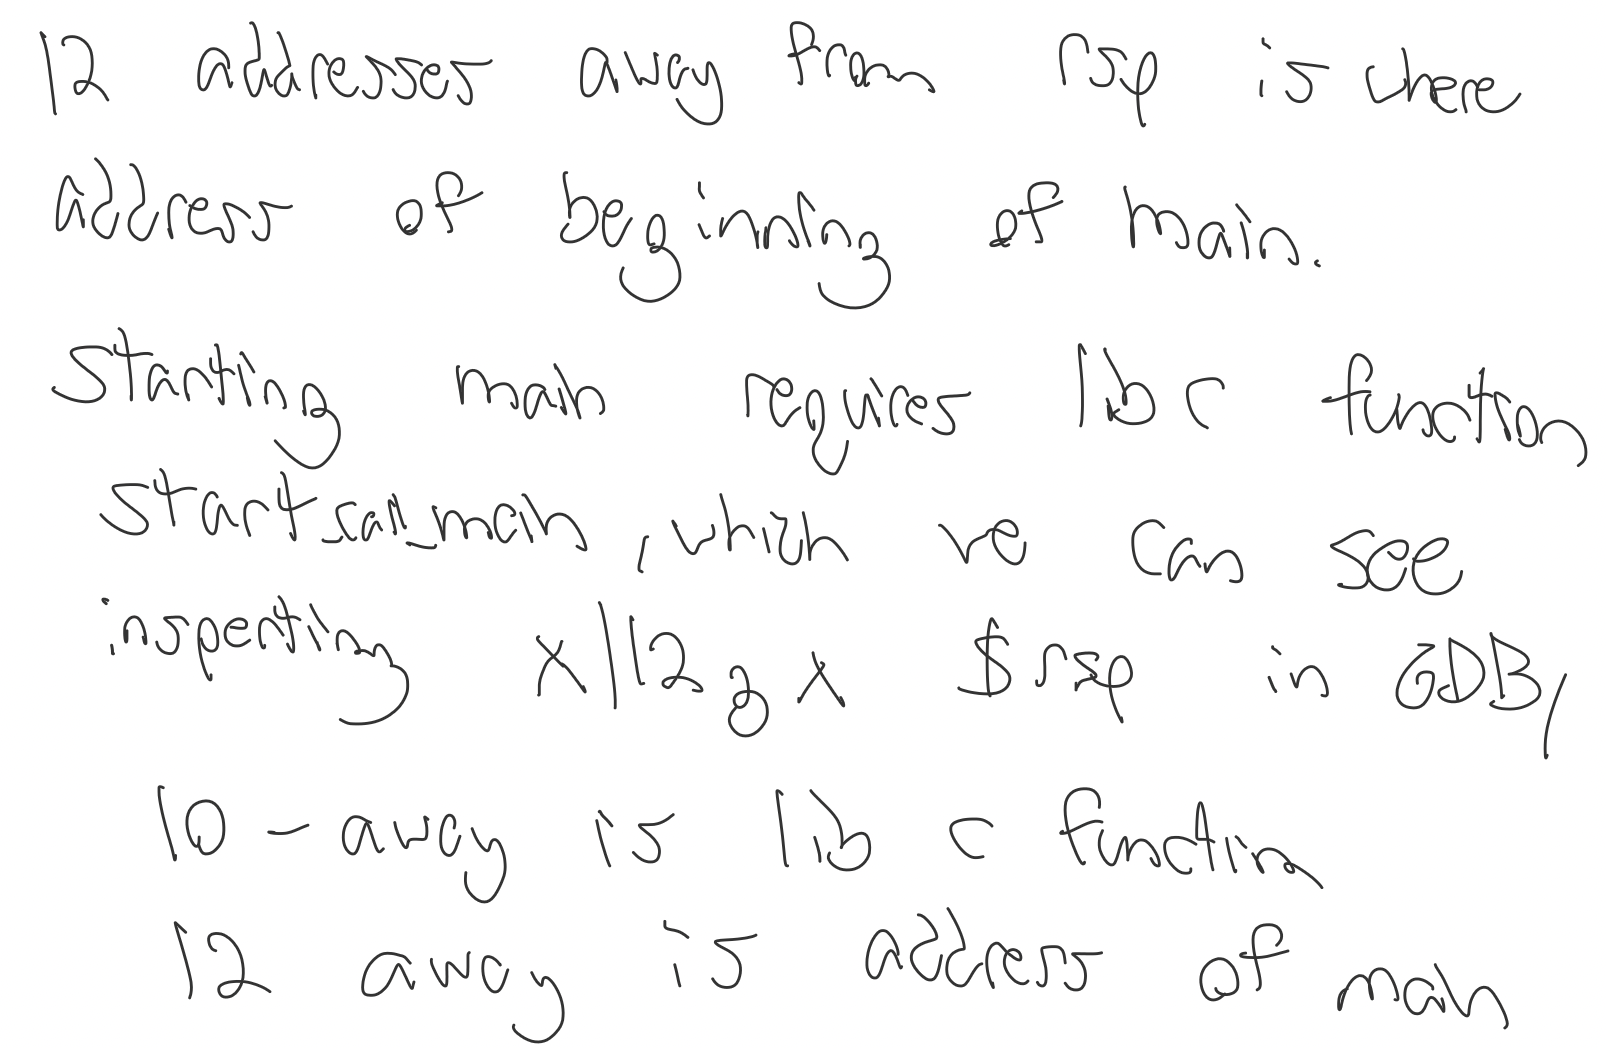 12 addresses away from rsp is where
address of beginning of main.
starting main requires libc function
start_call_main, which we can see
inspecting x/12gx $rsp in GDB,
10-away is lib c function
12 away is address of main